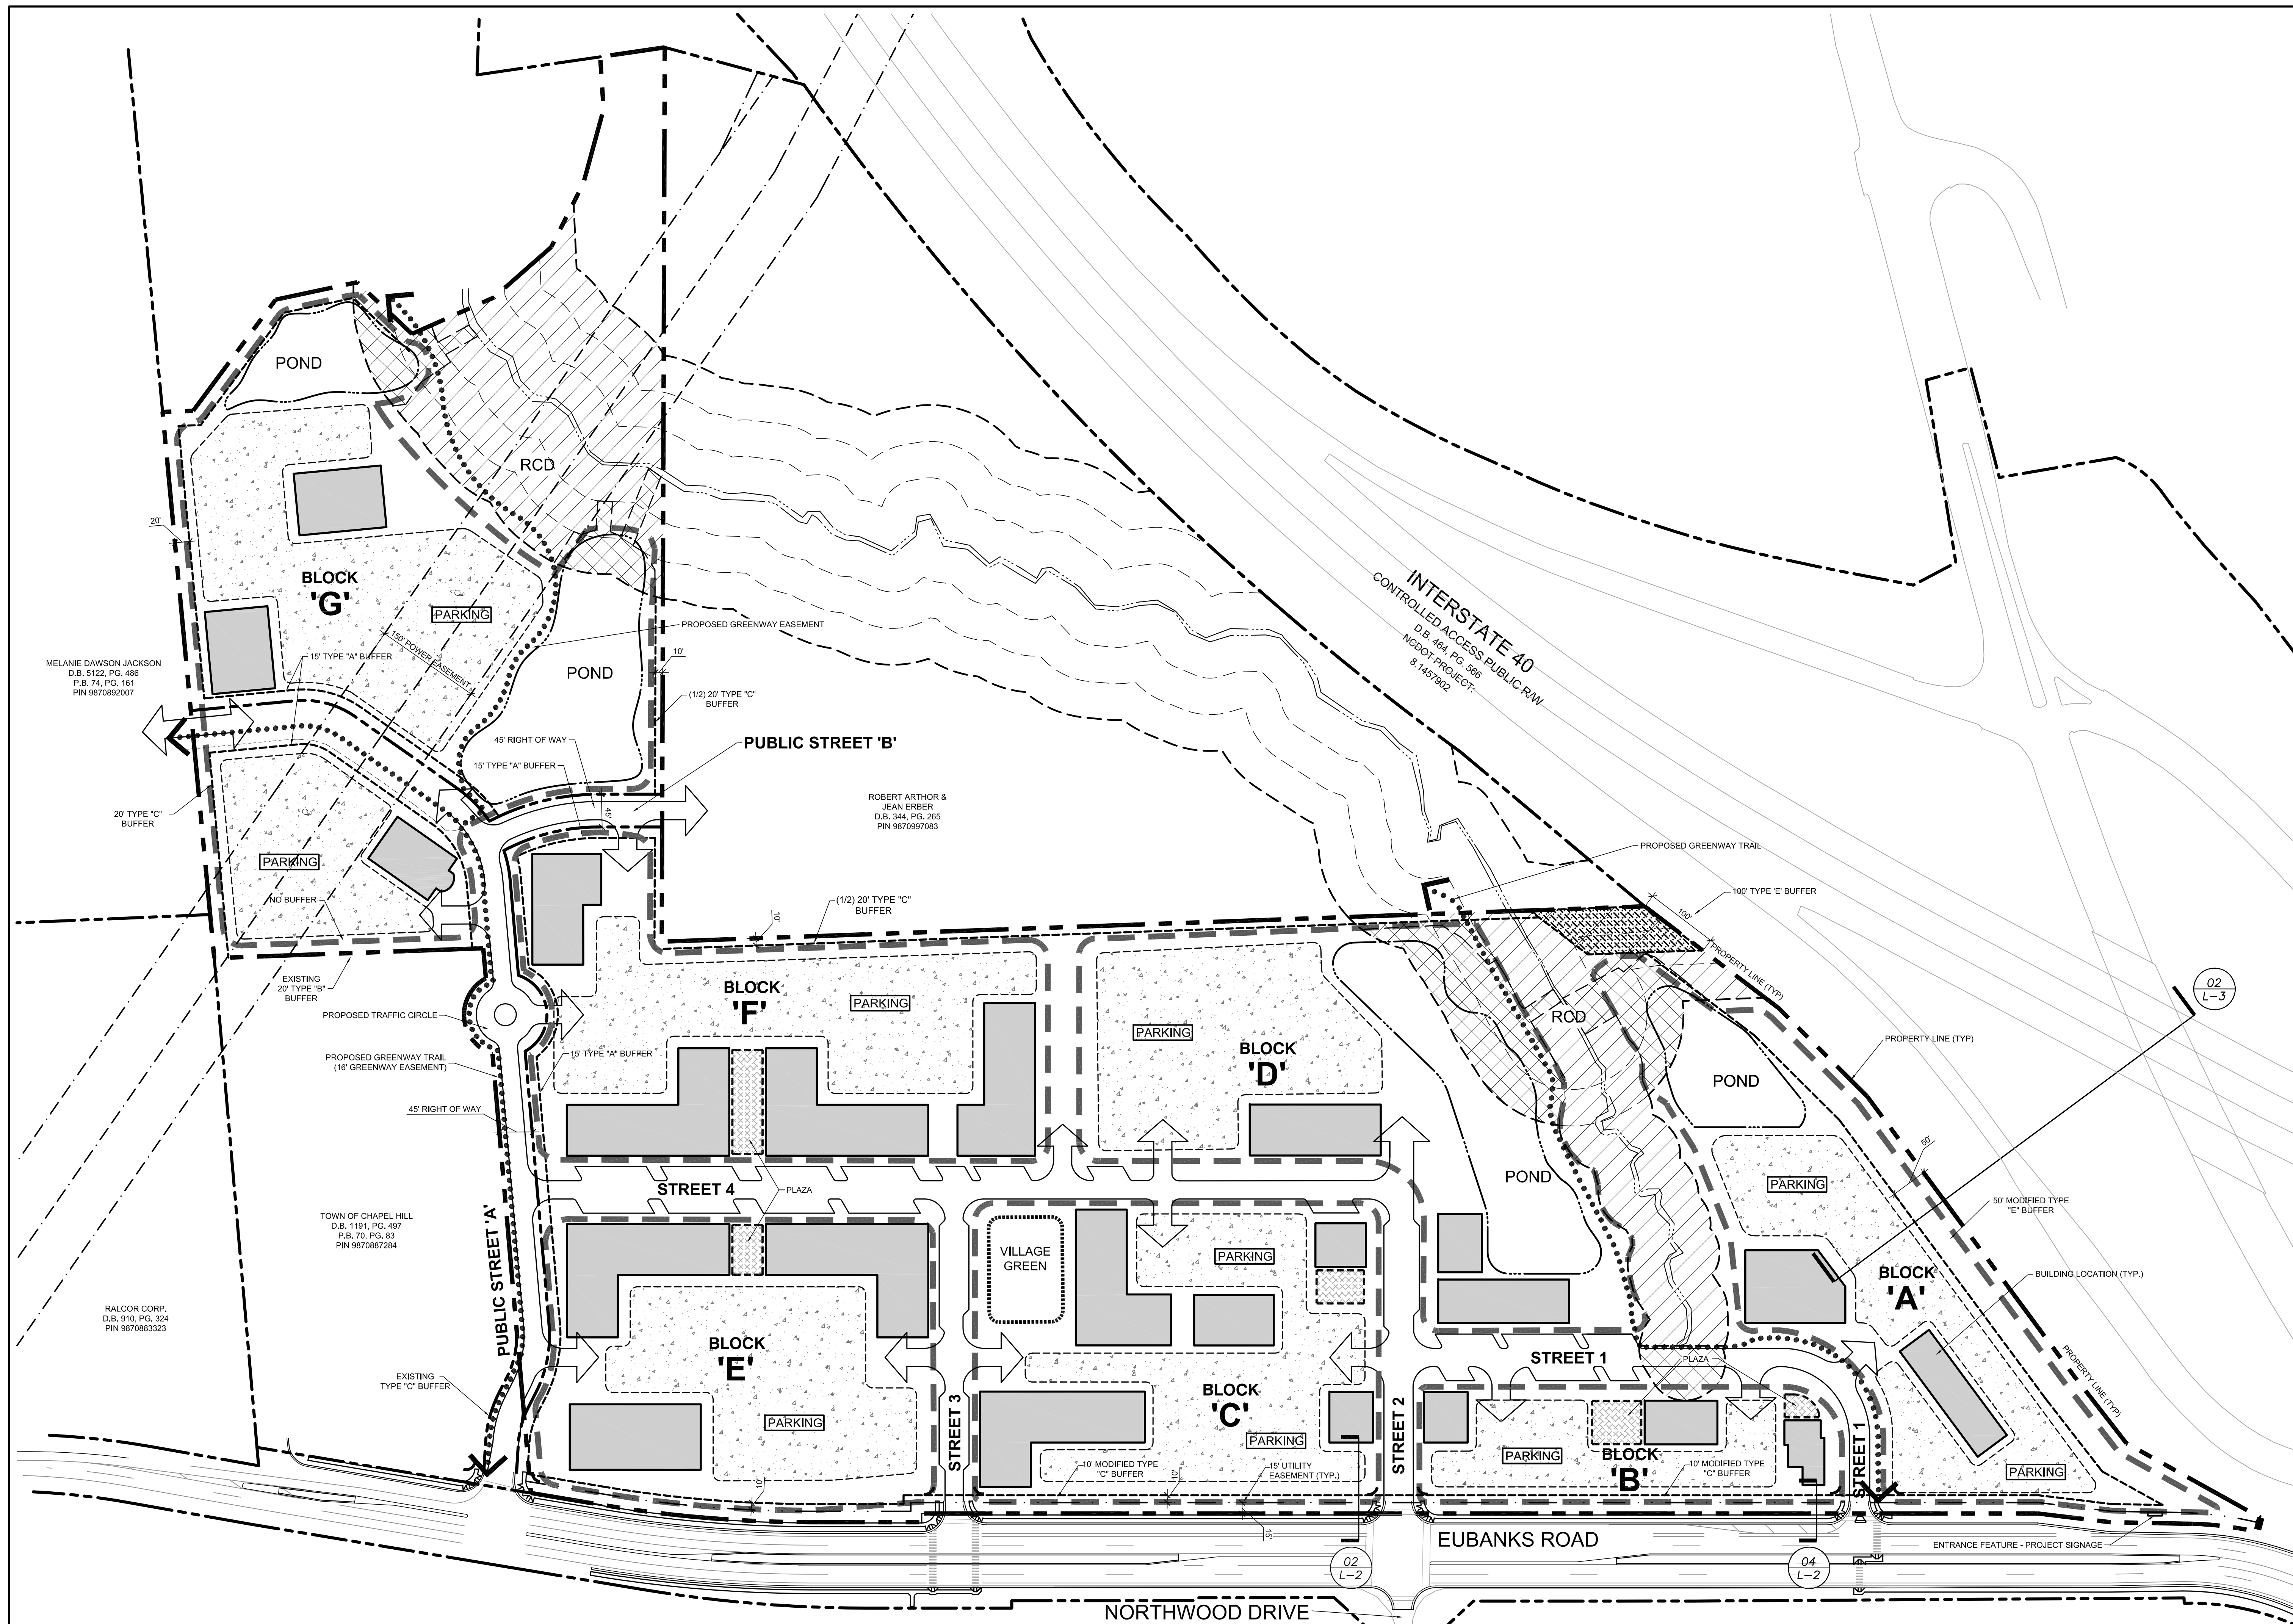 POND
RCD
20'
BLOCK
'G'
PARKING
150' POWER EASEMENT
15' TYPE "A" BUFFER
MELANIE DAWSON JACKSON
D.B. 5122, PG. 486
P.B. 74, PG. 161
PIN 9870892007
PROPOSED GREENWAY EASEMENT
10'
POND
(1/2) 20' TYPE "C"
BUFFER
45' RIGHT OF WAY
15' TYPE "A" BUFFER
PUBLIC STREET 'B'
45'
INTERSTATE 40
CONTROLLED ACCESS PUBLIC R/W
D.B. 464, PG. 566
NCDOT PROJECT:
8.1457902
20' TYPE "C"
BUFFER
PARKING
NO BUFFER
EXISTING
20' TYPE "B"
BUFFER
ROBERT ARTHOR &
JEAN ERBER
D.B. 344, PG. 265
PIN 9870997083
(1/2) 20' TYPE "C"
BUFFER
10'
PROPOSED GREENWAY TRAIL
100' TYPE 'E' BUFFER
100'
PROPERTY LINE (TYP)
02
L-3
PROPOSED TRAFFIC CIRCLE
PROPOSED GREENWAY TRAIL
(16' GREENWAY EASEMENT)
15' TYPE "A" BUFFER
45' RIGHT OF WAY
BLOCK
'F'
PARKING
PARKING
BLOCK
'D'
RCD
POND
PROPERTY LINE (TYP)
50'
50' MODIFIED TYPE
"E" BUFFER
PARKING
BLOCK
'A'
BUILDING LOCATION (TYP.)
PROPERTY LINE (TYP)
PARKING
STREET 4
PLAZA
POND
TOWN OF CHAPEL HILL
D.B. 1191, PG. 497
P.B. 70, PG. 83
PIN 9870887284
PUBLIC STREET 'A'
RALCOR CORP.
D.B. 910, PG. 324
PIN 9870883323
EXISTING
TYPE "C" BUFFER
BLOCK
'E'
PARKING
10'
VILLAGE
GREEN
PARKING
STREET 3
BLOCK
'C'
PARKING
10' MODIFIED TYPE
"C" BUFFER
10'
15' UTILITY
EASEMENT (TYP.)
15'
STREET 2
STREET 1
PLAZA
PARKING
BLOCK
'B'
10' MODIFIED TYPE
"C" BUFFER
STREET 1
EUBANKS ROAD
ENTRANCE FEATURE - PROJECT SIGNAGE
02
L-2
04
L-2
NORTHWOOD DRIVE